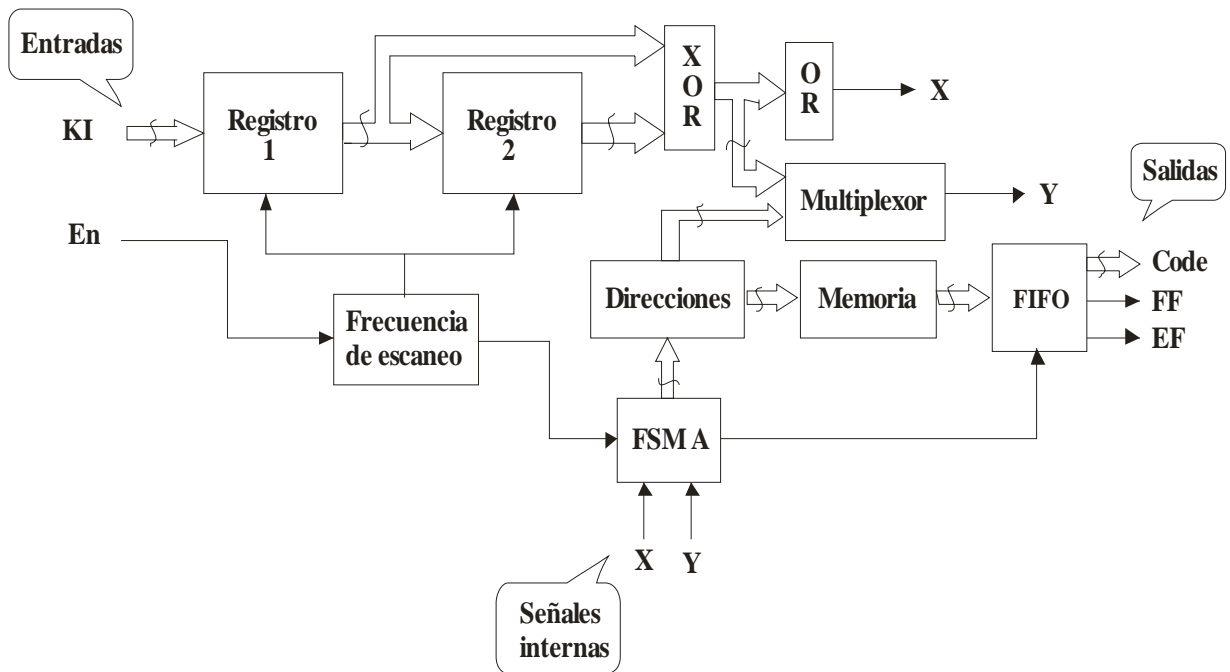 Entradas
KI
Registro
1
Registro
2
X
O
R
O
R
X
Multiplexor
Y
Salidas
En
Frecuencia
de escaneo
Direcciones
Memoria
FIFO
Code
FF
EF
FSM A
X
Y
Señales
internas